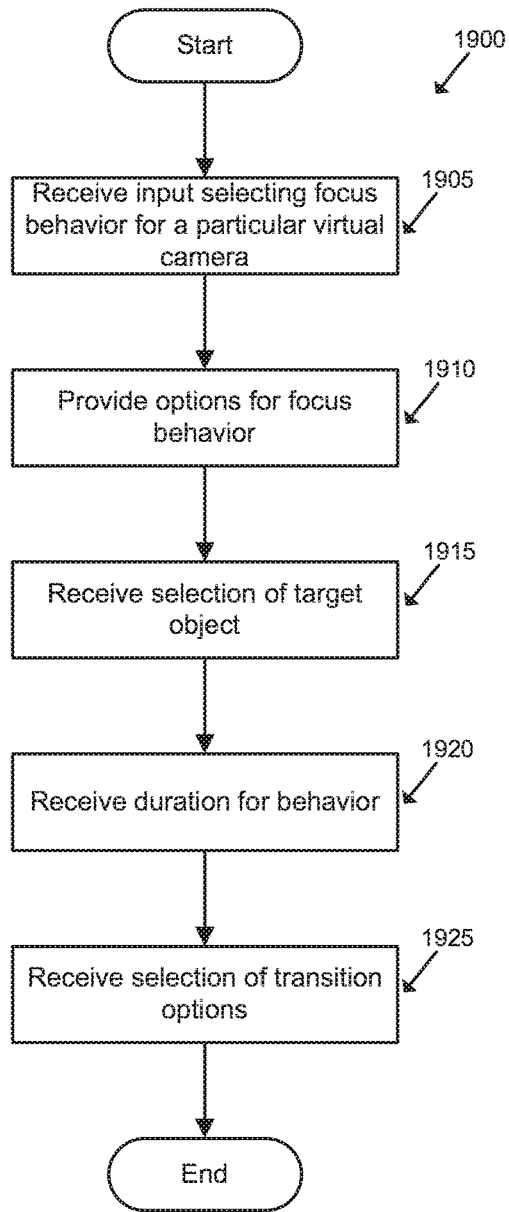 Start
1900
1905
Receive input selecting focus
behavior for a particular virtual
camera
1910
Provide options for focus
behavior
1915
Receive selection of target
object
1920
Receive duration for behavior
1925
Receive selection of transition
options
End